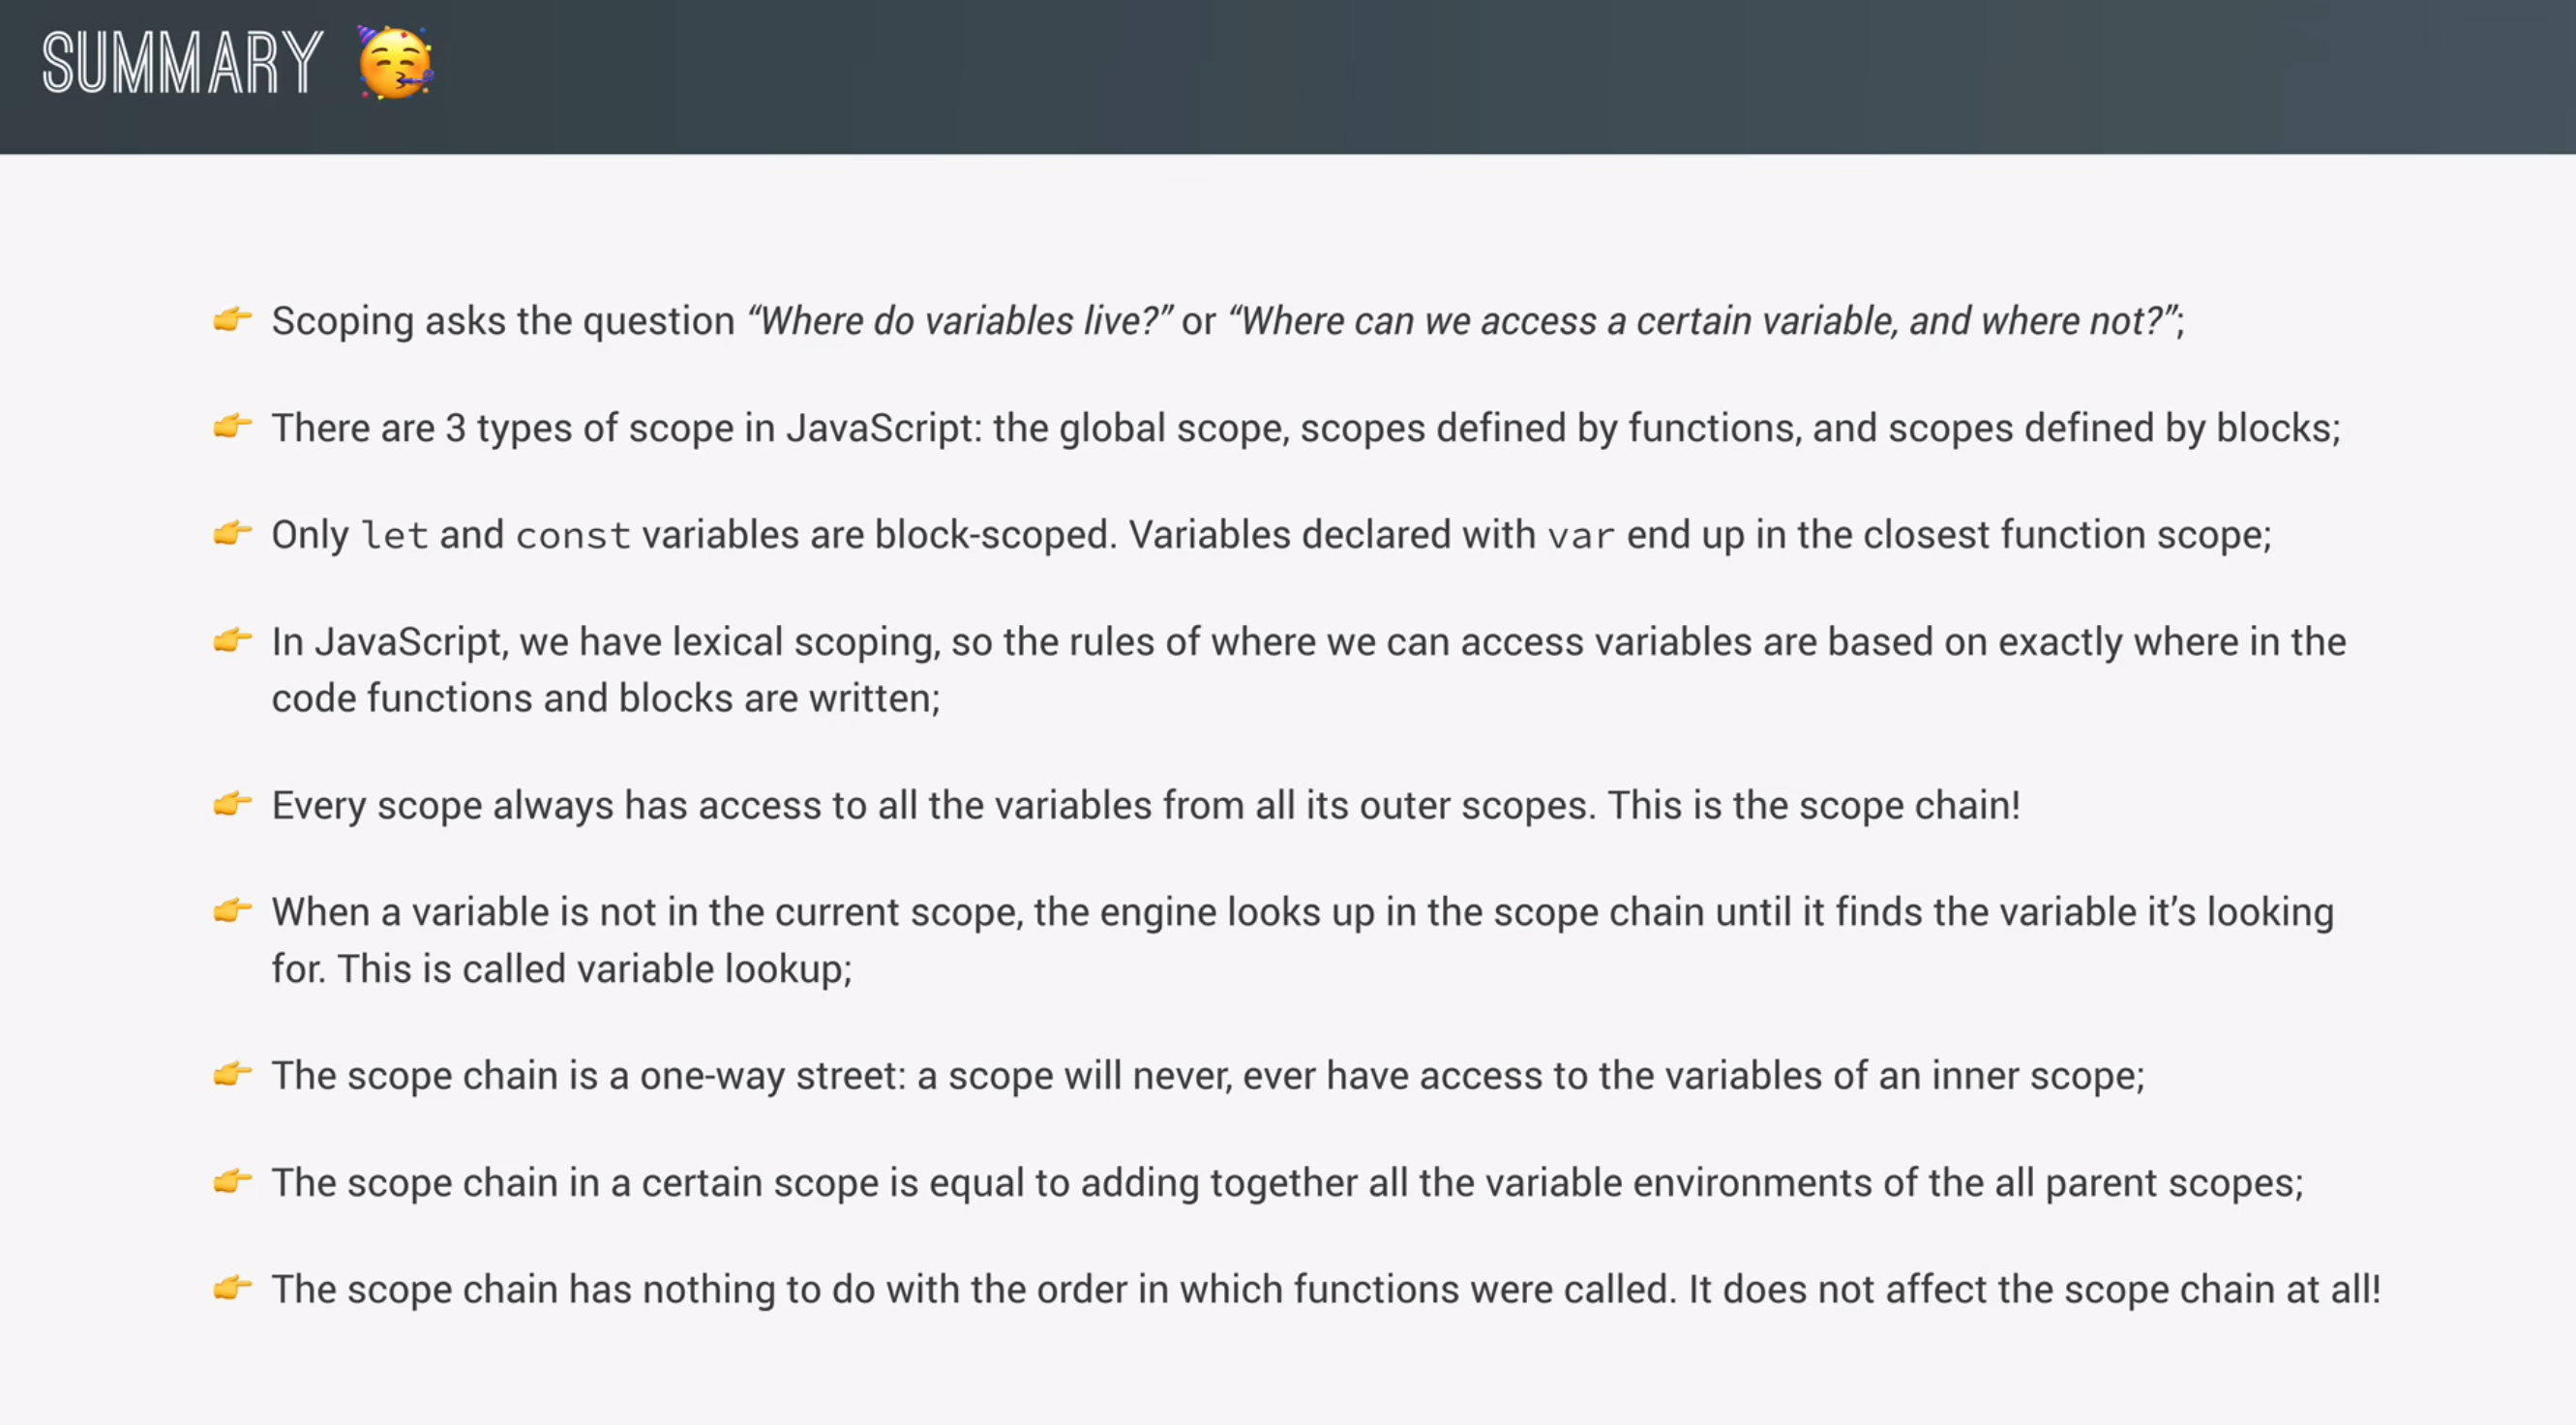 SUMMARY 🥳
👉 Scoping asks the question “Where do variables live?” or “Where can we access a certain variable, and where not?”;
👉 There are 3 types of scope in JavaScript: the global scope, scopes defined by functions, and scopes defined by blocks;
👉 Only let and const variables are block-scoped. Variables declared with var end up in the closest function scope;
👉 In JavaScript, we have lexical scoping, so the rules of where we can access variables are based on exactly where in the
code functions and blocks are written;
👉 Every scope always has access to all the variables from all its outer scopes. This is the scope chain!
👉 When a variable is not in the current scope, the engine looks up in the scope chain until it finds the variable it’s looking
for. This is called variable lookup;
👉 The scope chain is a one-way street: a scope will never, ever have access to the variables of an inner scope;
👉 The scope chain in a certain scope is equal to adding together all the variable environments of the all parent scopes;
👉 The scope chain has nothing to do with the order in which functions were called. It does not affect the scope chain at all!